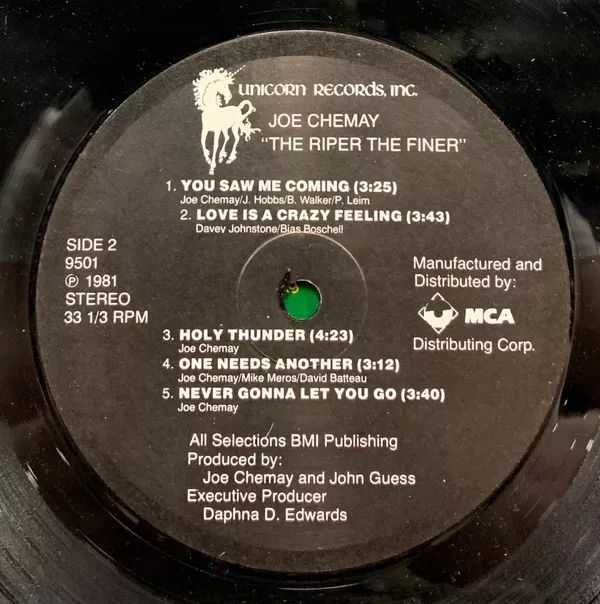 UNICORN RECORDS, INC.
JOE CHEMAY
"THE RIPER THE FINER"
1. YOU SAW ME COMING (3:25)
Joe Chemay/J. Hobbs/B. Walker/P. Leim
2. LOVE IS A CRAZY FEELING (3:43)
Davey Johnstone/Bias Boschell
SIDE 2
9501
℗ 1981
STEREO
33 1/3 RPM
Manufactured and
Distributed by:
MCA
Distributing Corp.
3. HOLY THUNDER (4:23)
Joe Chemay
4. ONE NEEDS ANOTHER (3:12)
Joe Chemay/Mike Meros/David Batteau
5. NEVER GONNA LET YOU GO (3:40)
Joe Chemay
All Selections BMI Publishing
Produced by:
Joe Chemay and John Guess
Executive Producer
Daphna D. Edwards